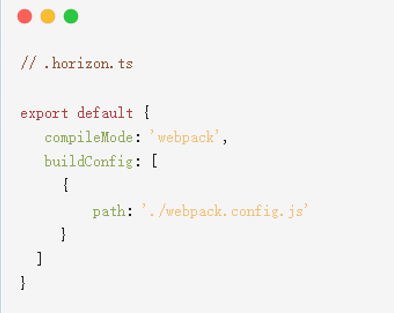 // .horizon.ts
export default {
compileMode: 'webpack',
buildConfig: [
{
path: './webpack.config.js'
}
]
}